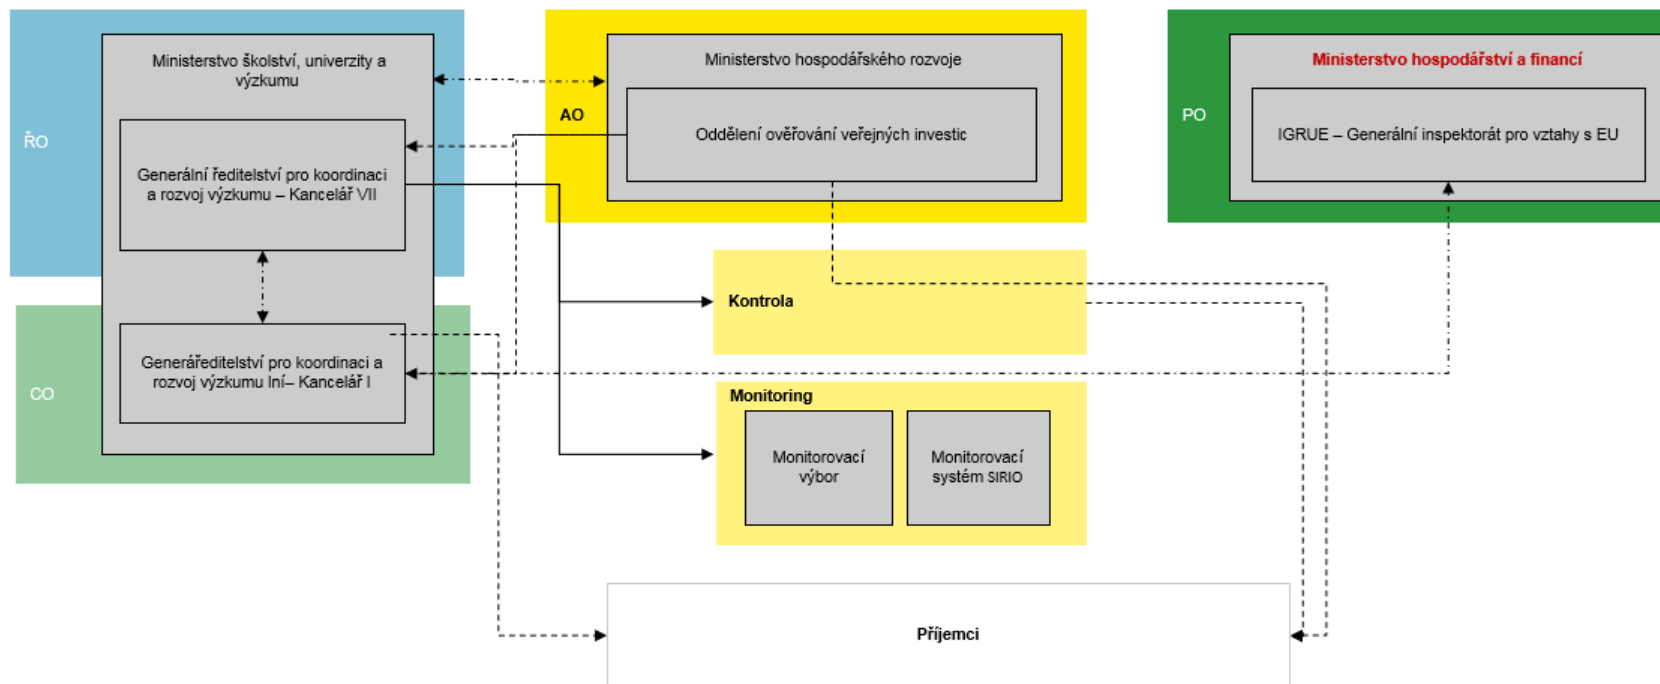 ŘO
Ministerstvo školství, univerzity a
výzkumu
Generální ředitelství pro koordinaci
a rozvoj výzkumu – Kancelář VII
CO
Generáředitelství pro koordinaci a
rozvoj výzkumu lní– Kancelář I
AO
Ministerstvo hospodářského rozvoje
Oddělení ověřování veřejných investic
PO
Ministerstvo hospodářství a financí
IGRUE – Generální inspektorát pro vztahy s EU
Kontrola
Monitoring
Monitorovací
výbor
Monitorovací
systém SIRIO
Příjemci